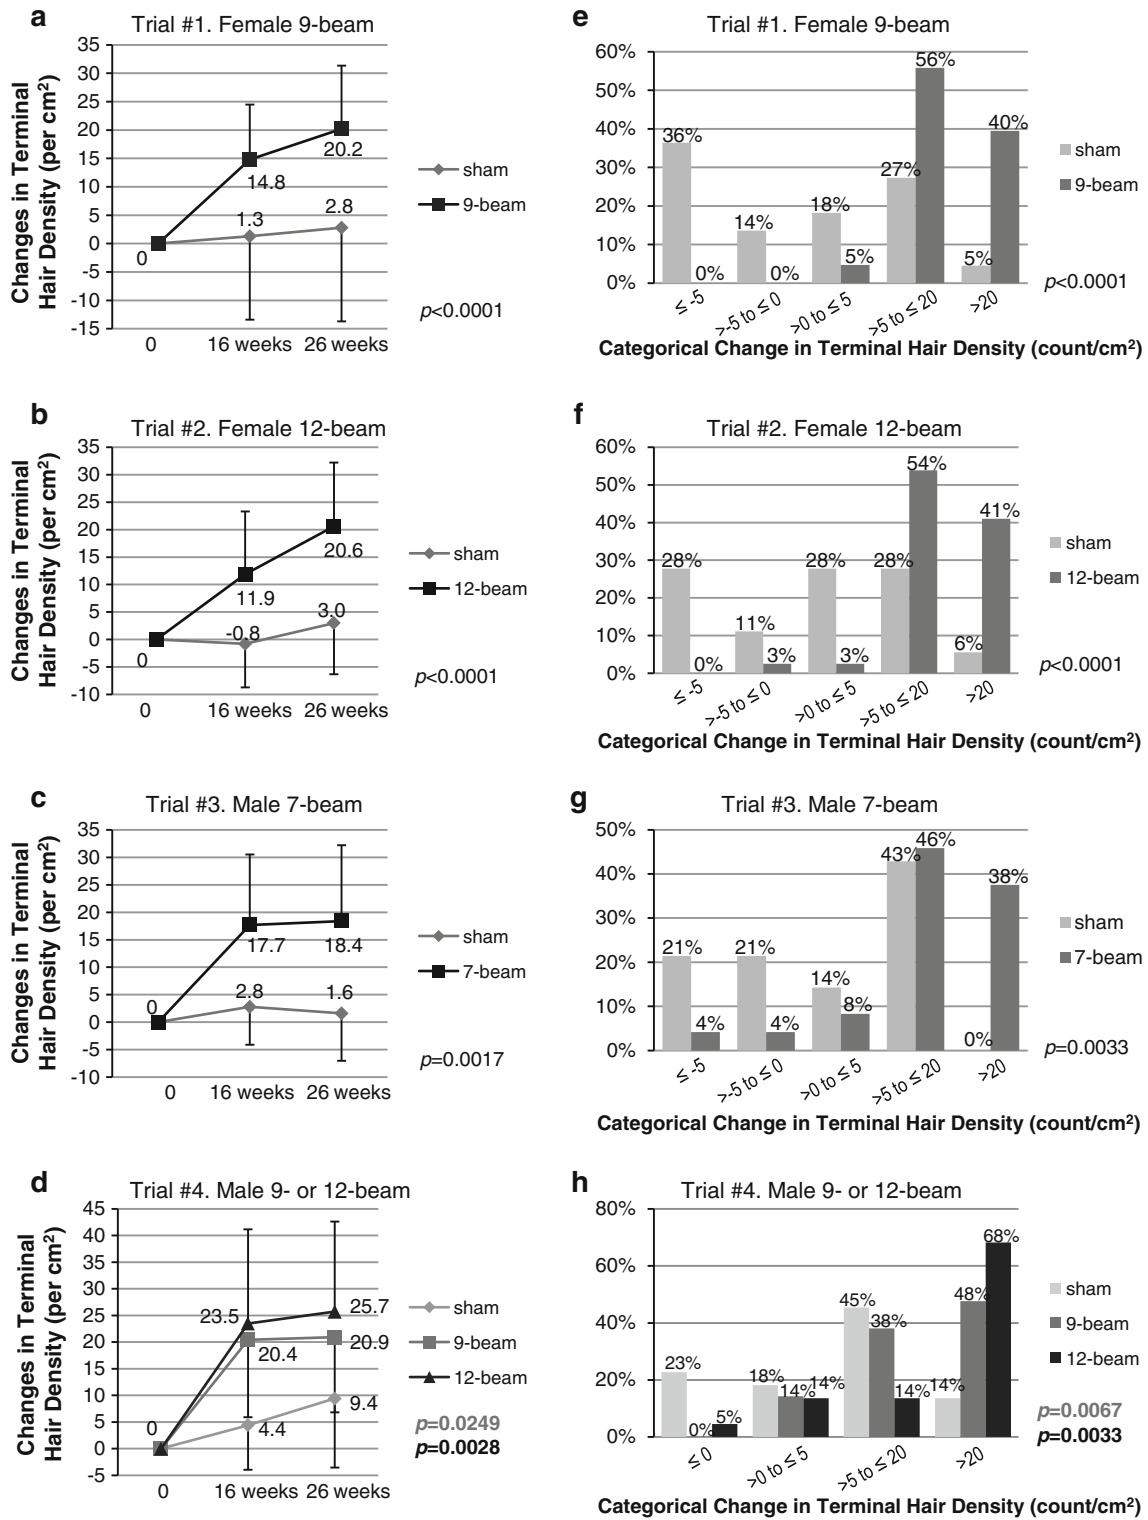 a
Trial #1. Female 9-beam
Changes in Terminal
Hair Density (per cm²)
35
30
25
20
15
10
5
0
-5
-10
-15
0
14.8
20.2
1.3
2.8
0 16 weeks 26 weeks
sham
9-beam
p<0.0001
e
Trial #1. Female 9-beam
60%
50%
40%
30%
20%
10%
0%
36% 0% 14% 0% 18% 5% 27% 56% 5% 40%
≤ -5 >-5 to ≤ 0 >0 to ≤ 5 >5 to ≤ 20 >20
Categorical Change in Terminal Hair Density (count/cm²)
sham
9-beam
p<0.0001
b
Trial #2. Female 12-beam
Changes in Terminal
Hair Density (per cm²)
35
30
25
20
15
10
5
0
-5
-10
0
11.9
20.6
-0.8
3.0
0 16 weeks 26 weeks
sham
12-beam
p<0.0001
f
Trial #2. Female 12-beam
60%
50%
40%
30%
20%
10%
0%
28% 0% 11% 3% 28% 3% 28% 54% 6% 41%
≤ -5 >-5 to ≤ 0 >0 to ≤ 5 >5 to ≤ 20 >20
Categorical Change in Terminal Hair Density (count/cm²)
sham
12-beam
p<0.0001
c
Trial #3. Male 7-beam
Changes in Terminal
Hair Density (per cm²)
35
30
25
20
15
10
5
0
-5
-10
0
17.7
18.4
2.8
1.6
0 16 weeks 26 weeks
sham
7-beam
p=0.0017
g
Trial #3. Male 7-beam
50%
40%
30%
20%
10%
0%
21% 4% 21% 4% 14% 8% 43% 46% 0% 38%
≤ -5 >-5 to ≤ 0 >0 to ≤ 5 >5 to ≤ 20 >20
Categorical Change in Terminal Hair Density (count/cm²)
sham
7-beam
p=0.0033
d
Trial #4. Male 9- or 12-beam
Changes in Terminal
Hair Density (per cm²)
45
40
35
30
25
20
15
10
5
0
-5
0
23.5
25.7
20.4
20.9
4.4
9.4
0 16 weeks 26 weeks
sham
9-beam
12-beam
p=0.0249
p=0.0028
h
Trial #4. Male 9- or 12-beam
80%
60%
40%
20%
0%
23% 0% 5% 18% 14% 14% 45% 38% 14% 14% 48% 68%
≤ 0 >0 to ≤ 5 >5 to ≤ 20 >20
Categorical Change in Terminal Hair Density (count/cm²)
sham
9-beam
12-beam
p=0.0067
p=0.0033